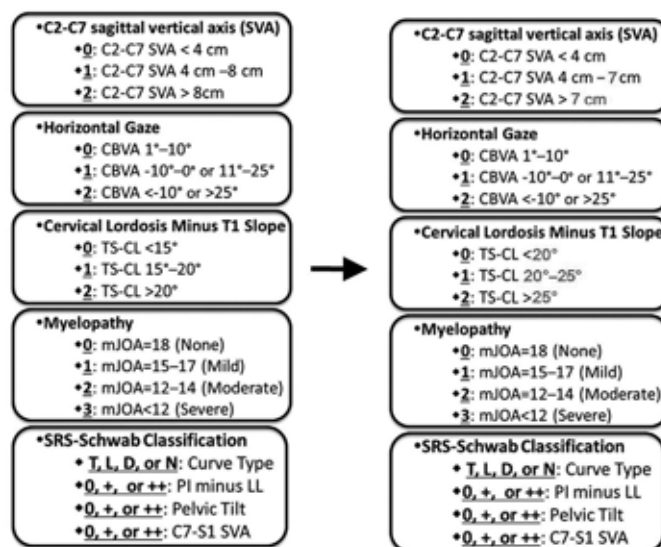 •C2-C7 sagittal vertical axis (SVA)
◆0: C2-C7 SVA < 4 cm
◆1: C2-C7 SVA 4 cm –8 cm
◆2: C2-C7 SVA > 8cm
•Horizontal Gaze
◆0: CBVA 1°–10°
◆1: CBVA -10°–0° or 11°–25°
◆2: CBVA <-10° or >25°
•Cervical Lordosis Minus T1 Slope
◆0: TS-CL <15°
◆1: TS-CL 15°–20°
◆2: TS-CL >20°
•Myelopathy
◆0: mJOA=18 (None)
◆1: mJOA=15–17 (Mild)
◆2: mJOA=12–14 (Moderate)
◆3: mJOA<12 (Severe)
•SRS-Schwab Classification
◆T, L, D, or N: Curve Type
◆0, +, or ++: PI minus LL
◆0, +, or ++: Pelvic Tilt
◆0, +, or ++: C7-S1 SVA
•C2-C7 sagittal vertical axis (SVA)
◆0: C2-C7 SVA < 4 cm
◆1: C2-C7 SVA 4 cm – 7 cm
◆2: C2-C7 SVA > 7 cm
•Horizontal Gaze
◆0: CBVA 1°–10°
◆1: CBVA -10°–0° or 11°–25°
◆2: CBVA <-10° or >25°
•Cervical Lordosis Minus T1 Slope
◆0: TS-CL <20°
◆1: TS-CL 20°–25°
◆2: TS-CL >25°
•Myelopathy
◆0: mJOA=18 (None)
◆1: mJOA=15–17 (Mild)
◆2: mJOA=12–14 (Moderate)
◆3: mJOA<12 (Severe)
•SRS-Schwab Classification
◆T, L, D, or N: Curve Type
◆0, +, or ++: PI minus LL
◆0, +, or ++: Pelvic Tilt
◆0, +, or ++: C7-S1 SVA